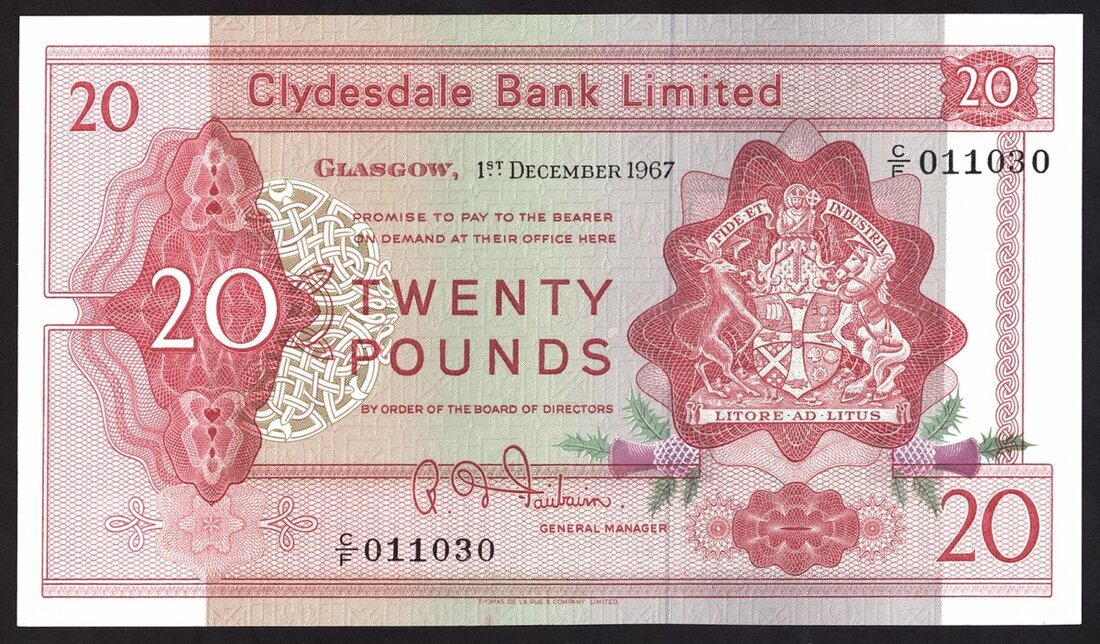 20
Clydesdale Bank Limited
20
GLASGOW, 1ST DECEMBER 1967
C/F 011030
PROMISE TO PAY TO THE BEARER
ON DEMAND AT THEIR OFFICE HERE
FIDE·ET INDUSTRIA
20
TWENTY
POUNDS
BY ORDER OF THE BOARD OF DIRECTORS
LITORE·AD·LITUS
R. D. Fairbairn.
GENERAL MANAGER
20
C/F 011030
THOMAS DE LA RUE & COMPANY, LIMITED.